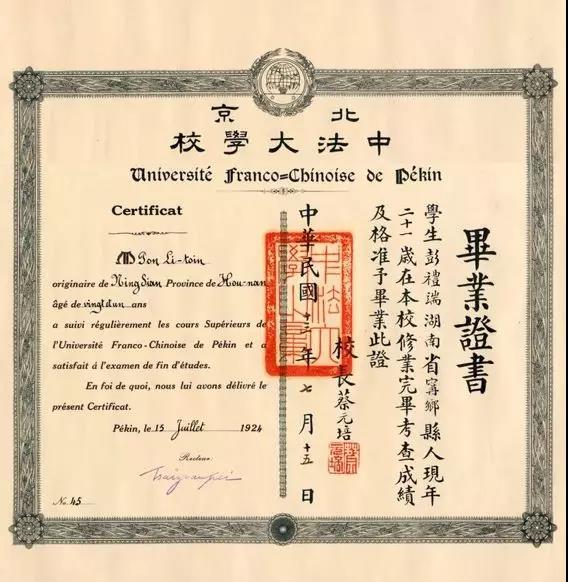 北京
中法大學校
Université Franco=Chinoise de Pékin
畢業證書
學生彭禮端湖南省甯鄉縣人現年
二十一歲在本校修業完畢考查成績
及格准予畢業此證
校長蔡元培
中華民國十三年七月十五日
Certificat
M Pon Li-toin
originaire de Ning Sian Province de Hou-nan
âgé de vingt d'un ans
a suivi régulièrement les cours Supérieurs de
l'Université Franco-Chinoise de Pékin et a
satisfait à l'examen de fin d'études.
En foi de quoi, nous lui avons délivré le
présent Certificat.
Pékin, le 15 Juillet 1924
Recteur
No. 45